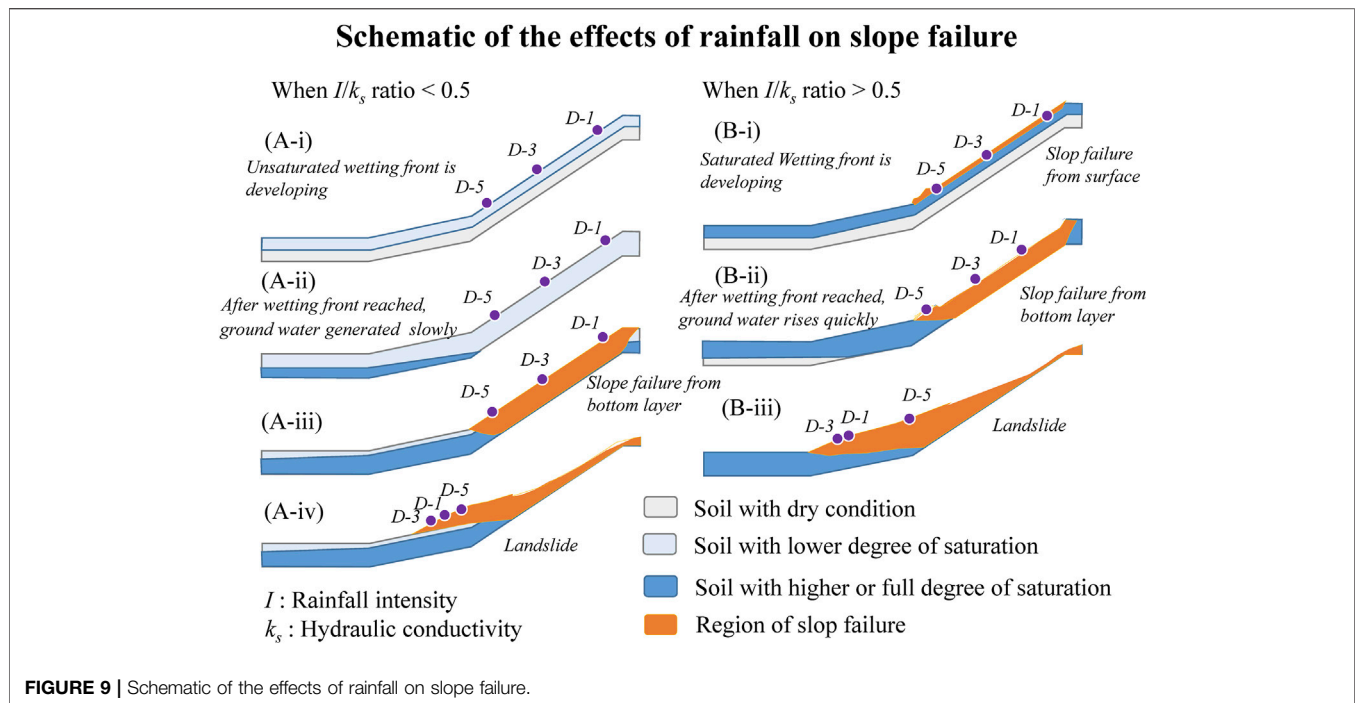 Schematic of the effects of rainfall on slope failure
When I/ks ratio < 0.5
(A-i)
Unsaturated wetting front is
developing
D-1
D-3
D-5
(A-ii)
After wetting front reached,
ground water generated slowly
D-1
D-3
D-5
(A-iii)
D-1
D-3
D-5
Slope failure from
bottom layer
(A-iv)
D-5
D-1
D-3
Landslide
I : Rainfall intensity
ks : Hydraulic conductivity
When I/ks ratio > 0.5
(B-i)
Saturated Wetting front is
developing
D-1
D-3
D-5
Slop failure
from surface
(B-ii)
After wetting front reached,
ground water rises quickly
D-1
D-3
D-5
Slop failure from
bottom layer
(B-iii)
D-3
D-1
D-5
Landslide
Soil with dry condition
Soil with lower degree of saturation
Soil with higher or full degree of saturation
Region of slop failure
FIGURE 9 | Schematic of the effects of rainfall on slope failure.